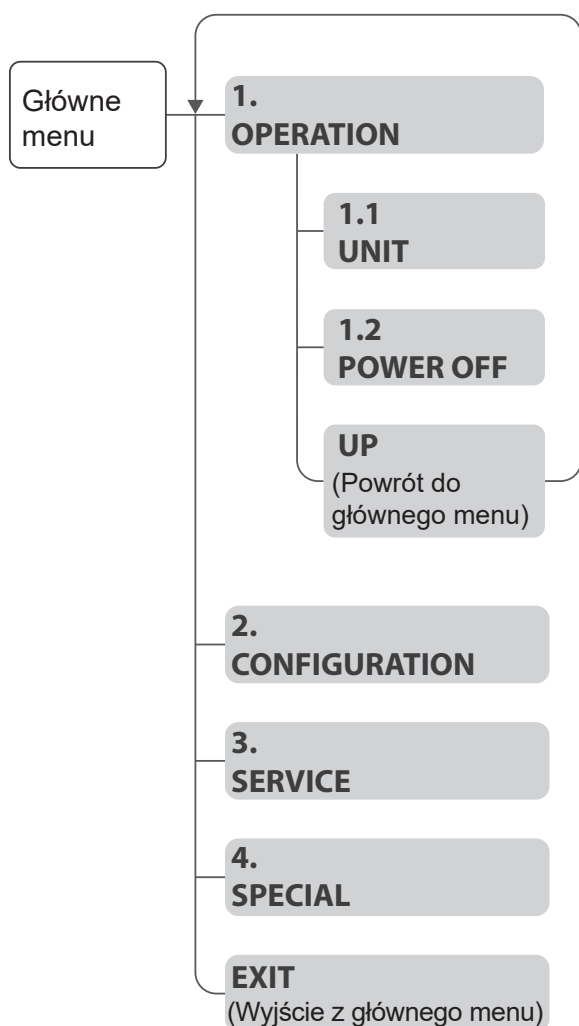 Główne
menu
1.
OPERATION
1.1
UNIT
1.2
POWER OFF
UP
(Powrót do
głównego menu)
2.
CONFIGURATION
3.
SERVICE
4.
SPECIAL
EXIT
(Wyjście z głównego menu)